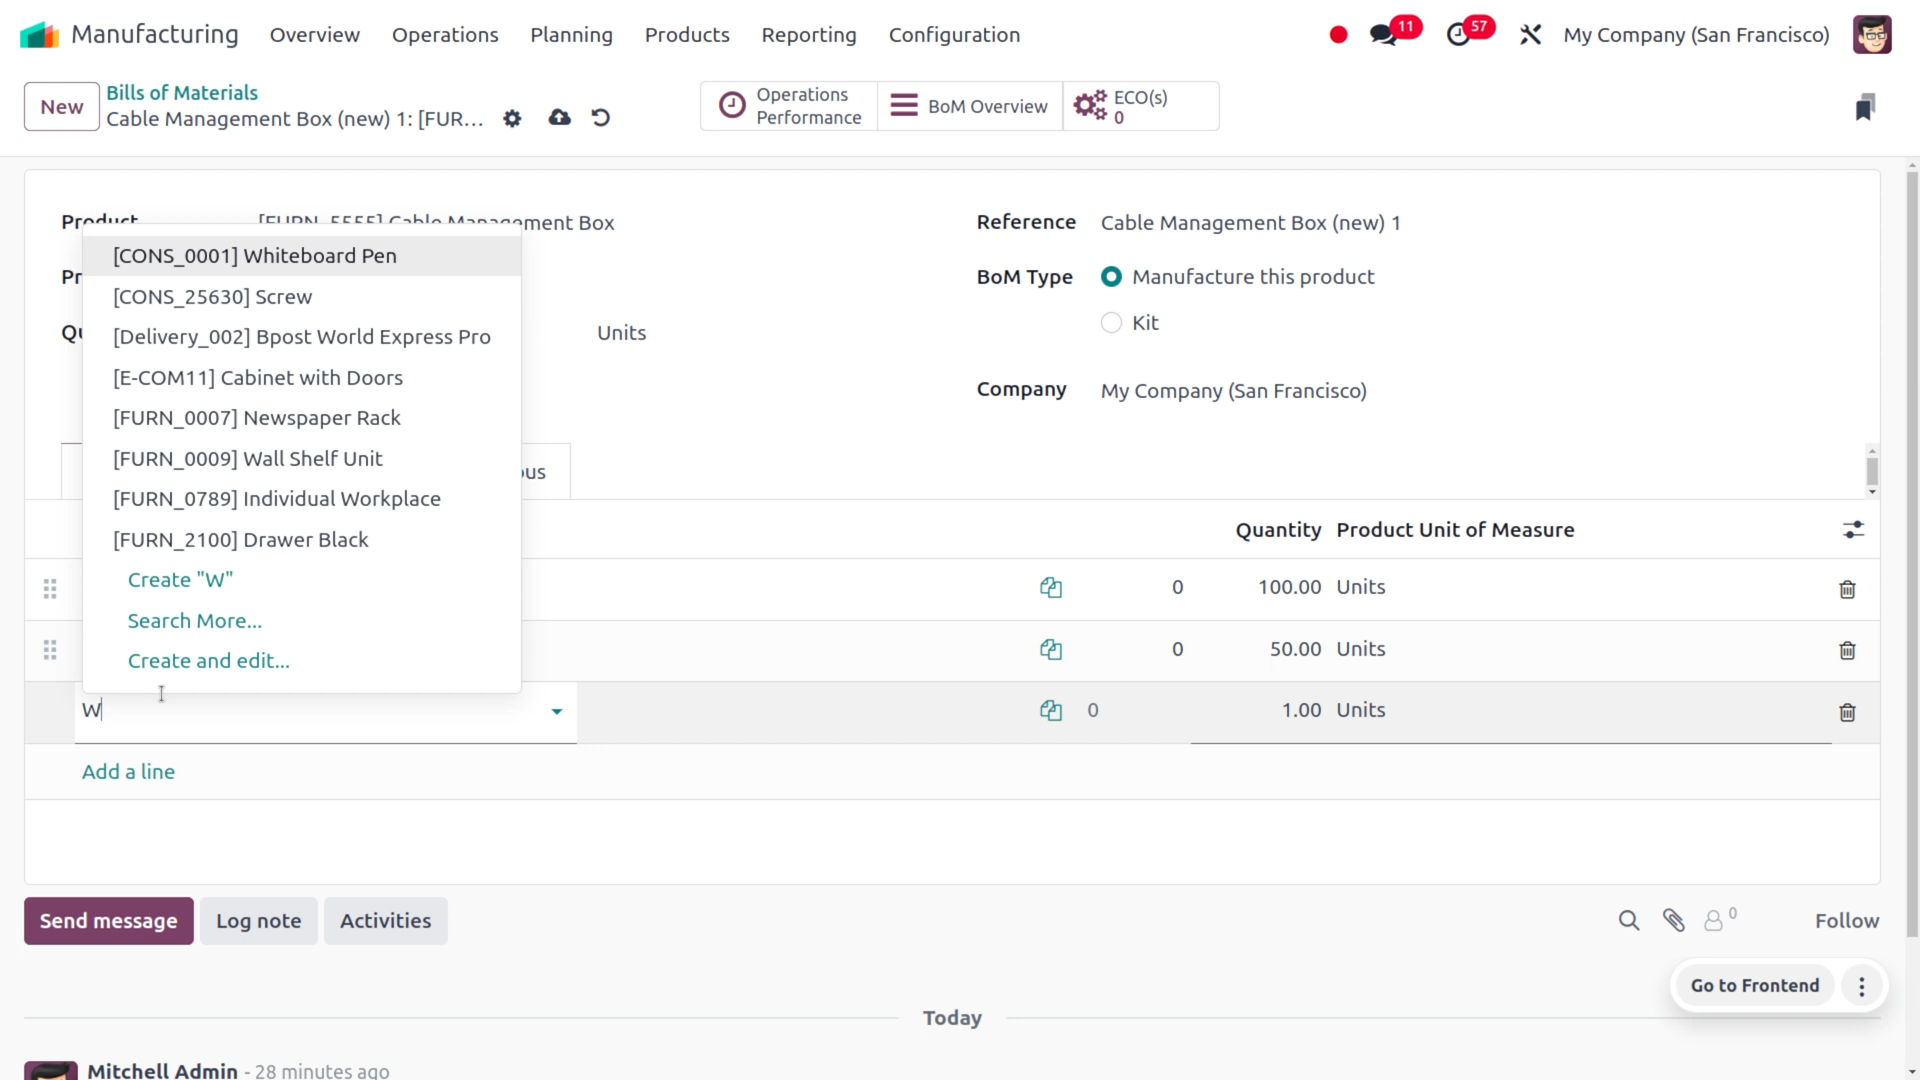 Manufacturing Overview Operations Planning Products Reporting Configuration 11 57 My Company (San Francisco)
New
Bills of Materials
Cable Management Box (new) 1: [FUR...
Operations
Performance
BoM Overview
ECO(s)
0
Product [FURN_5555] Cable Management Box
Reference Cable Management Box (new) 1
BoM Type Manufacture this product
Kit
Units
Company My Company (San Francisco)
[CONS_0001] Whiteboard Pen
[CONS_25630] Screw
[Delivery_002] Bpost World Express Pro
[E-COM11] Cabinet with Doors
[FURN_0007] Newspaper Rack
[FURN_0009] Wall Shelf Unit
[FURN_0789] Individual Workplace
[FURN_2100] Drawer Black
Create "W"
Search More...
Create and edit...
Quantity Product Unit of Measure
0 100.00 Units
0 50.00 Units
W 0 1.00 Units
Add a line
Send message Log note Activities 0 Follow
Go to Frontend
Today
Mitchell Admin - 28 minutes ago